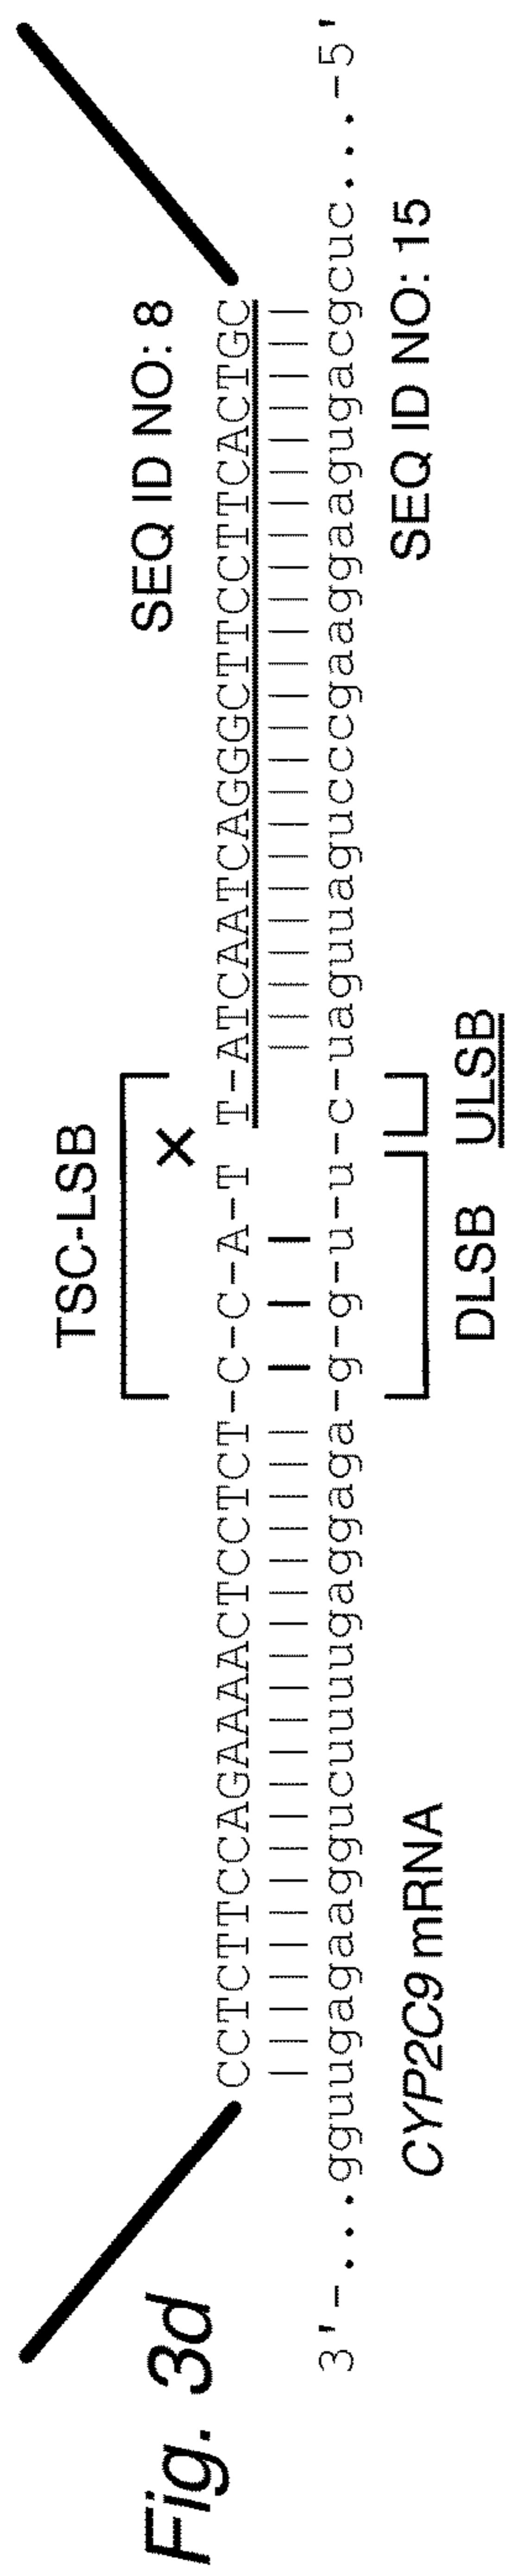 Fig. 3d
TSC-LSB
SEQ ID NO: 8
×
CCTCTTCCAGAAAACTCCTCT-C-C-A-T T-ATCAATCAGGGCTTCCTTCACTGC
3'-...gguugagaaggucuuuugaggaga-g-g-u-u-c-uaguuagucccgaaggaagugacgcuc...-5'
CYP2C9 mRNA
DLSB ULSB
SEQ ID NO: 15